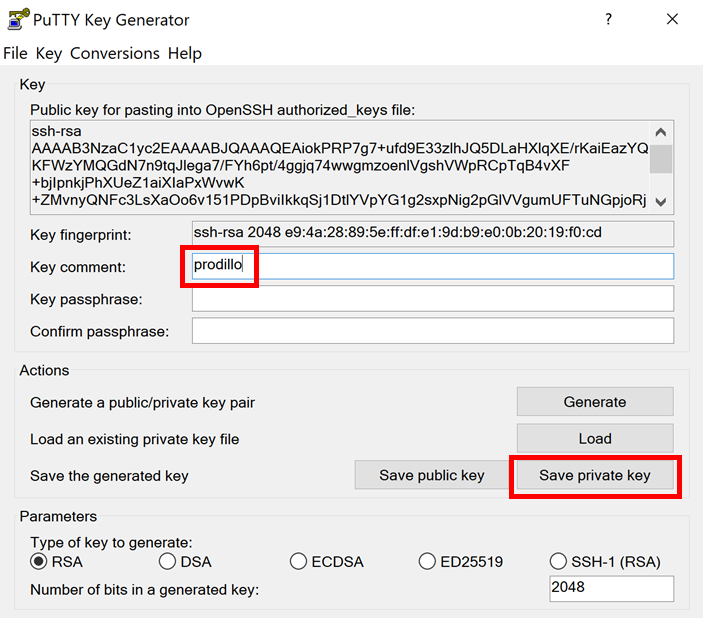 PuTTY Key Generator
? ×
File Key Conversions Help
Key
Public key for pasting into OpenSSH authorized_keys file:
ssh-rsa
AAAAB3NzaC1yc2EAAAABJQAAAQEAiokPRP7g7+ufd9E33zlhJQ5DLaHXlqXE/rKaiEazYQ
KFWzYMQGdN7n9tqJlega7/FYh6pt/4ggjq74wwgmzoenlVgshVWpRCpTqB4vXF
+bjIpnkjPhXUeZ1aiXIaPxWvwK
+ZMvnyQNFc3LsXaOo6v151PDpBviIkkqSj1DtlYVpYG1g2sxpNig2pGlVVgumUFTuNGpjoRj
Key fingerprint: ssh-rsa 2048 e9:4a:28:89:5e:ff:df:e1:9d:b9:e0:0b:20:19:f0:cd
Key comment: prodillo
Key passphrase:
Confirm passphrase:
Actions
Generate a public/private key pair Generate
Load an existing private key file Load
Save the generated key Save public key Save private key
Parameters
Type of key to generate:
RSA DSA ECDSA ED25519 SSH-1 (RSA)
Number of bits in a generated key: 2048